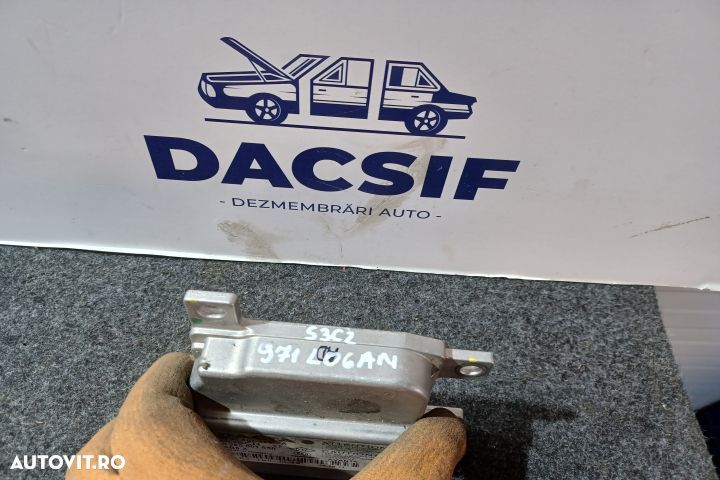 DACSIF
- DEZMEMBRĂRI AUTO -
S3C2
971 LOGAN
AUTOVIT.RO